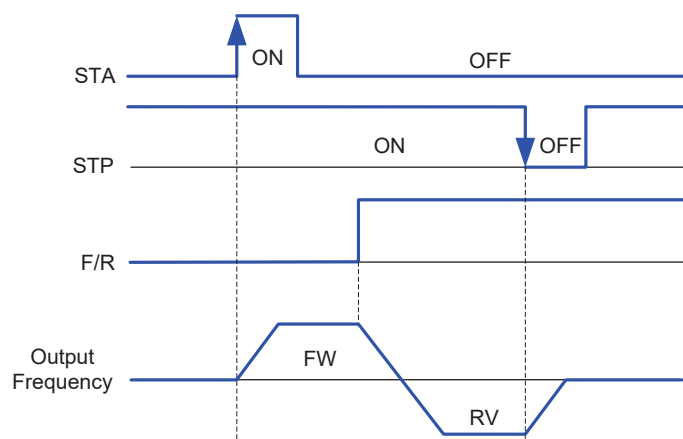 ON
STA
OFF
ON
OFF
STP
F/R
Output
Frequency
FW
RV